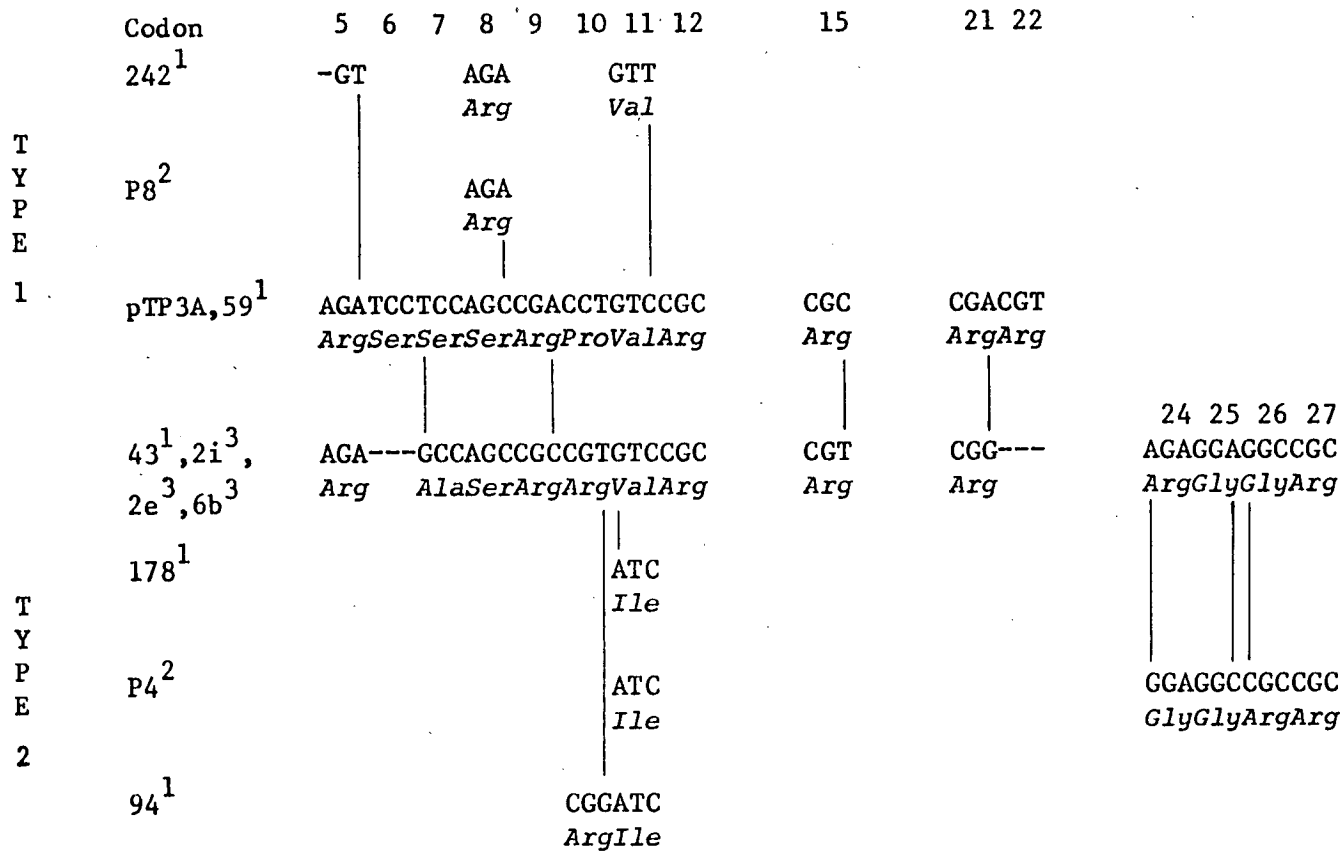 Codon 5 6 7 8 9 10 11 12 15 21 22
242¹ -GT AGA GTT
Arg Val
P8² AGA
Arg
TYPE 1
pTP3A,59¹ AGATCCTCCAGCCGACCTGTCCGC CGC CGACGT
ArgSerSerSerArgProValArg Arg ArgArg
24 25 26 27
43¹,2i³, AGA---GCCAGCCGCCGTGTCCGC CGT CGG--- AGAGGAGGCCGC
2e³,6b³ Arg AlaSerArgArgValArg Arg Arg ArgGlyGlyArg
178¹ ATC
Ile
TYPE 2
P4² ATC GGAGGCCGCCGC
Ile GlyGlyArgArg
94¹ CGGATC
ArgIle